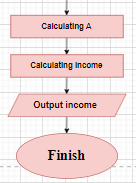 Calculating A
Calculating Income
Output income
Finish